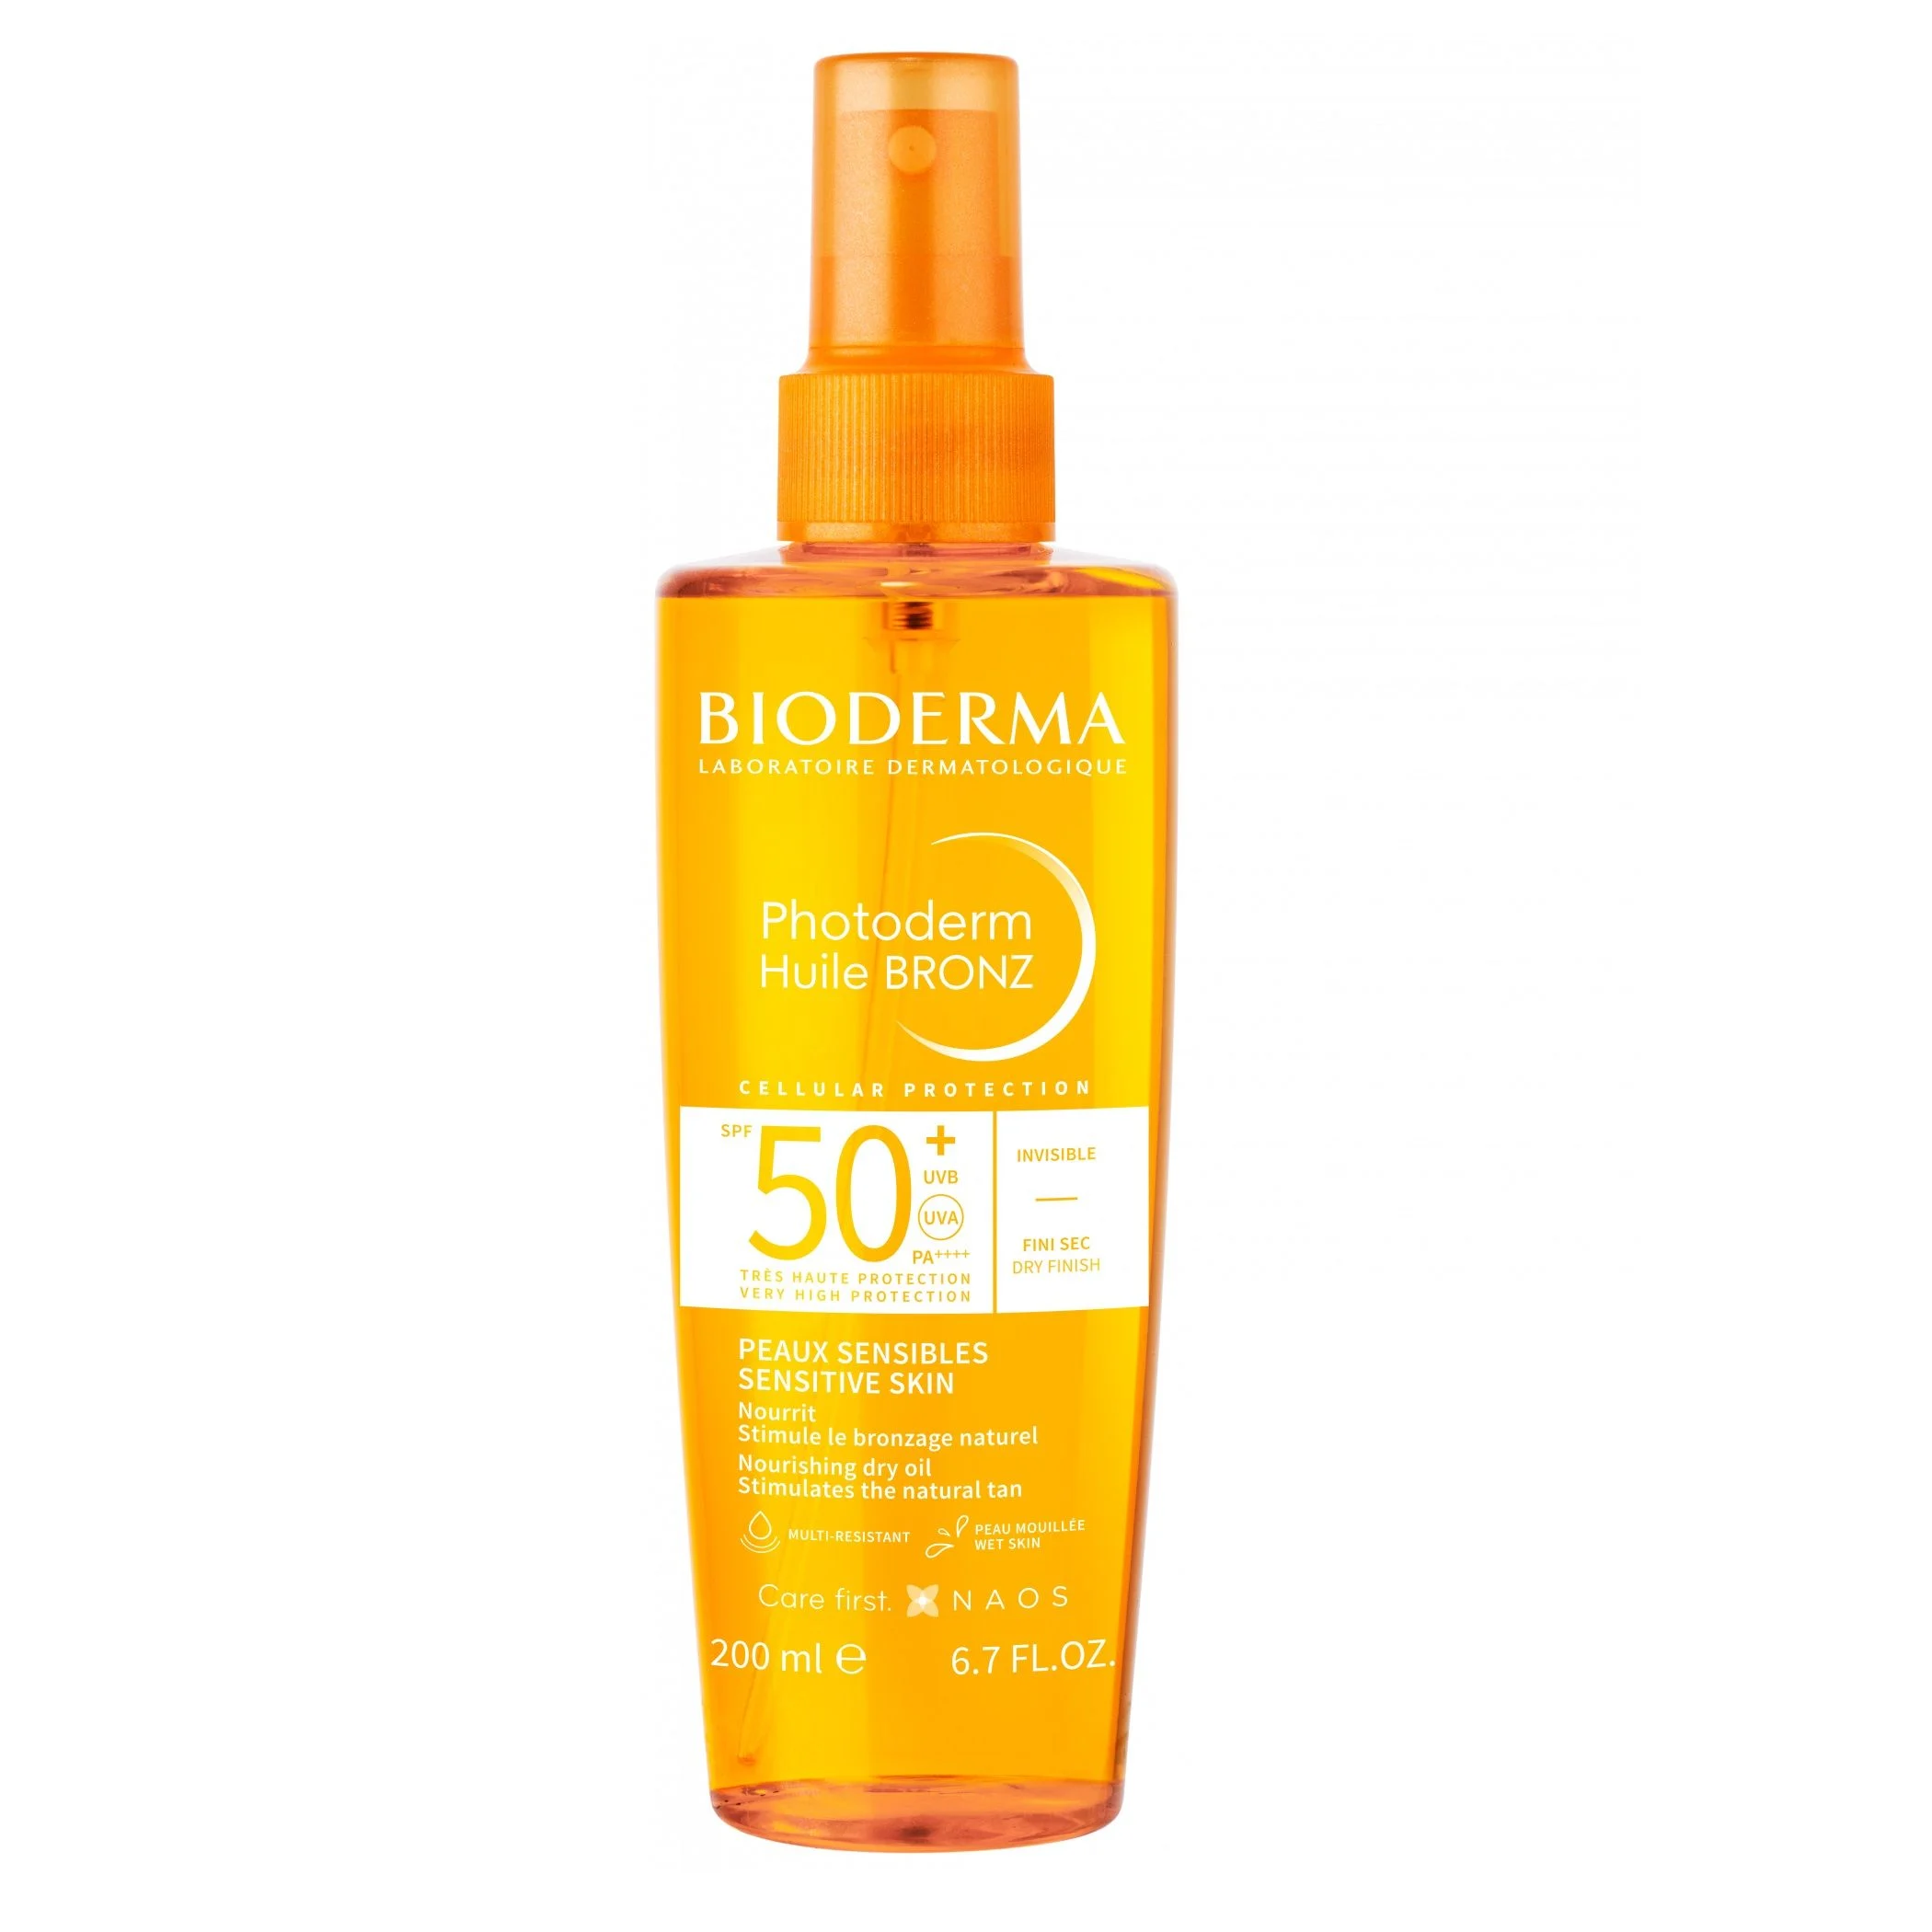 BIODERMA
LABORATOIRE DERMATOLOGIQUE
Photoderm
Huile BRONZ
CELLULAR PROTECTION
SPF 50+
UVB
UVA
PA++++
TRÈS HAUTE PROTECTION
VERY HIGH PROTECTION
INVISIBLE
FINI SEC
DRY FINISH
PEAUX SENSIBLES
SENSITIVE SKIN
Nourrit
Stimule le bronzage naturel
Nourishing dry oil
Stimulates the natural tan
MULTI-RESISTANT
PEAU MOUILLÉE
WET SKIN
Care first. NAOS
200 ml ℮ 6.7 FL.OZ.